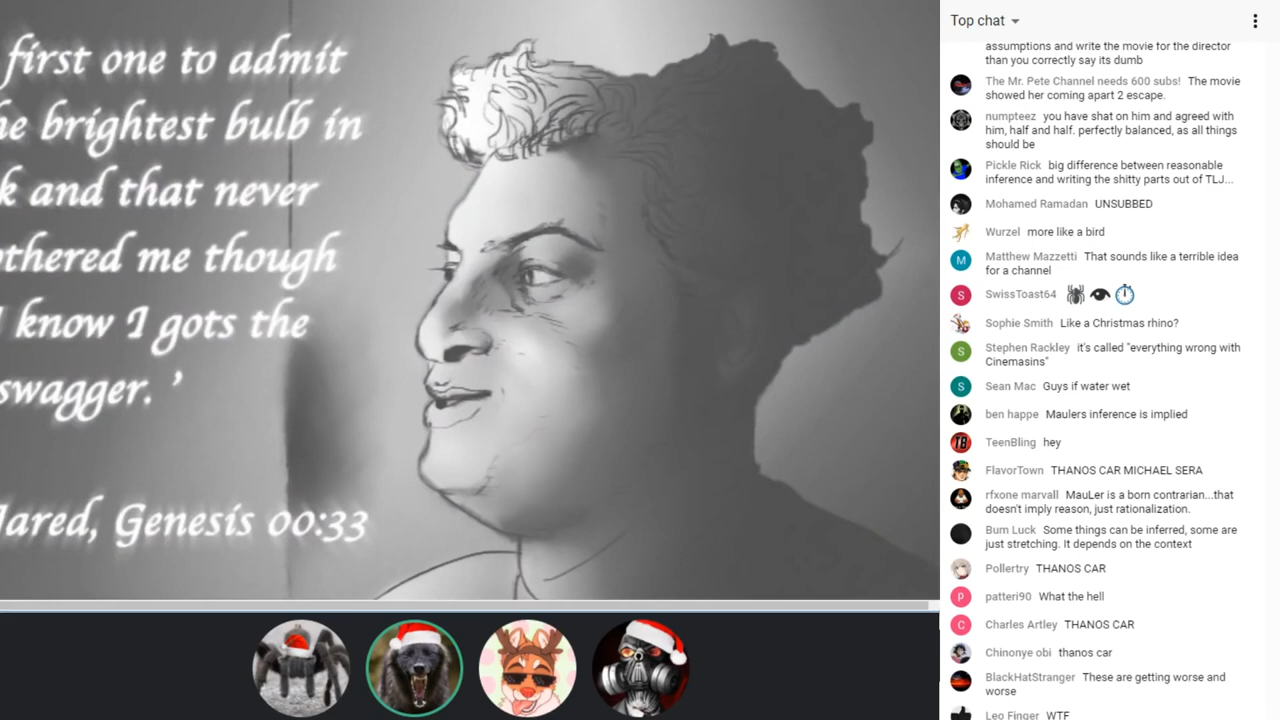 first one to admit
he brightest bulb in
k and that never
othered me though
I know I gots the
swagger. ’
Jared, Genesis 00:33
Top chat
assumptions and write the movie for the director
than you correctly say its dumb
The Mr. Pete Channel needs 600 subs! The movie
showed her coming apart 2 escape.
numpteez you have shat on him and agreed with
him, half and half. perfectly balanced, as all things
should be
Pickle Rick big difference between reasonable
inference and writing the shitty parts out of TLJ...
Mohamed Ramadan UNSUBBED
Wurzel more like a bird
M
Matthew Mazzetti That sounds like a terrible idea
for a channel
S
SwissToast64 🕷👁⏱
Sophie Smith Like a Christmas rhino?
S
Stephen Rackley it's called "everything wrong with
Cinemasins"
S
Sean Mac Guys if water wet
ben happe Maulers inference is implied
TeenBling hey
FlavorTown THANOS CAR MICHAEL SERA
rfxone marvall MauLer is a born contrarian...that
doesn't imply reason, just rationalization.
Bum Luck Some things can be inferred, some are
just stretching. It depends on the context
Pollertry THANOS CAR
P
patteri90 What the hell
C
Charles Artley THANOS CAR
Chinonye obi thanos car
BlackHatStranger These are getting worse and
worse
Leo Finger WTF